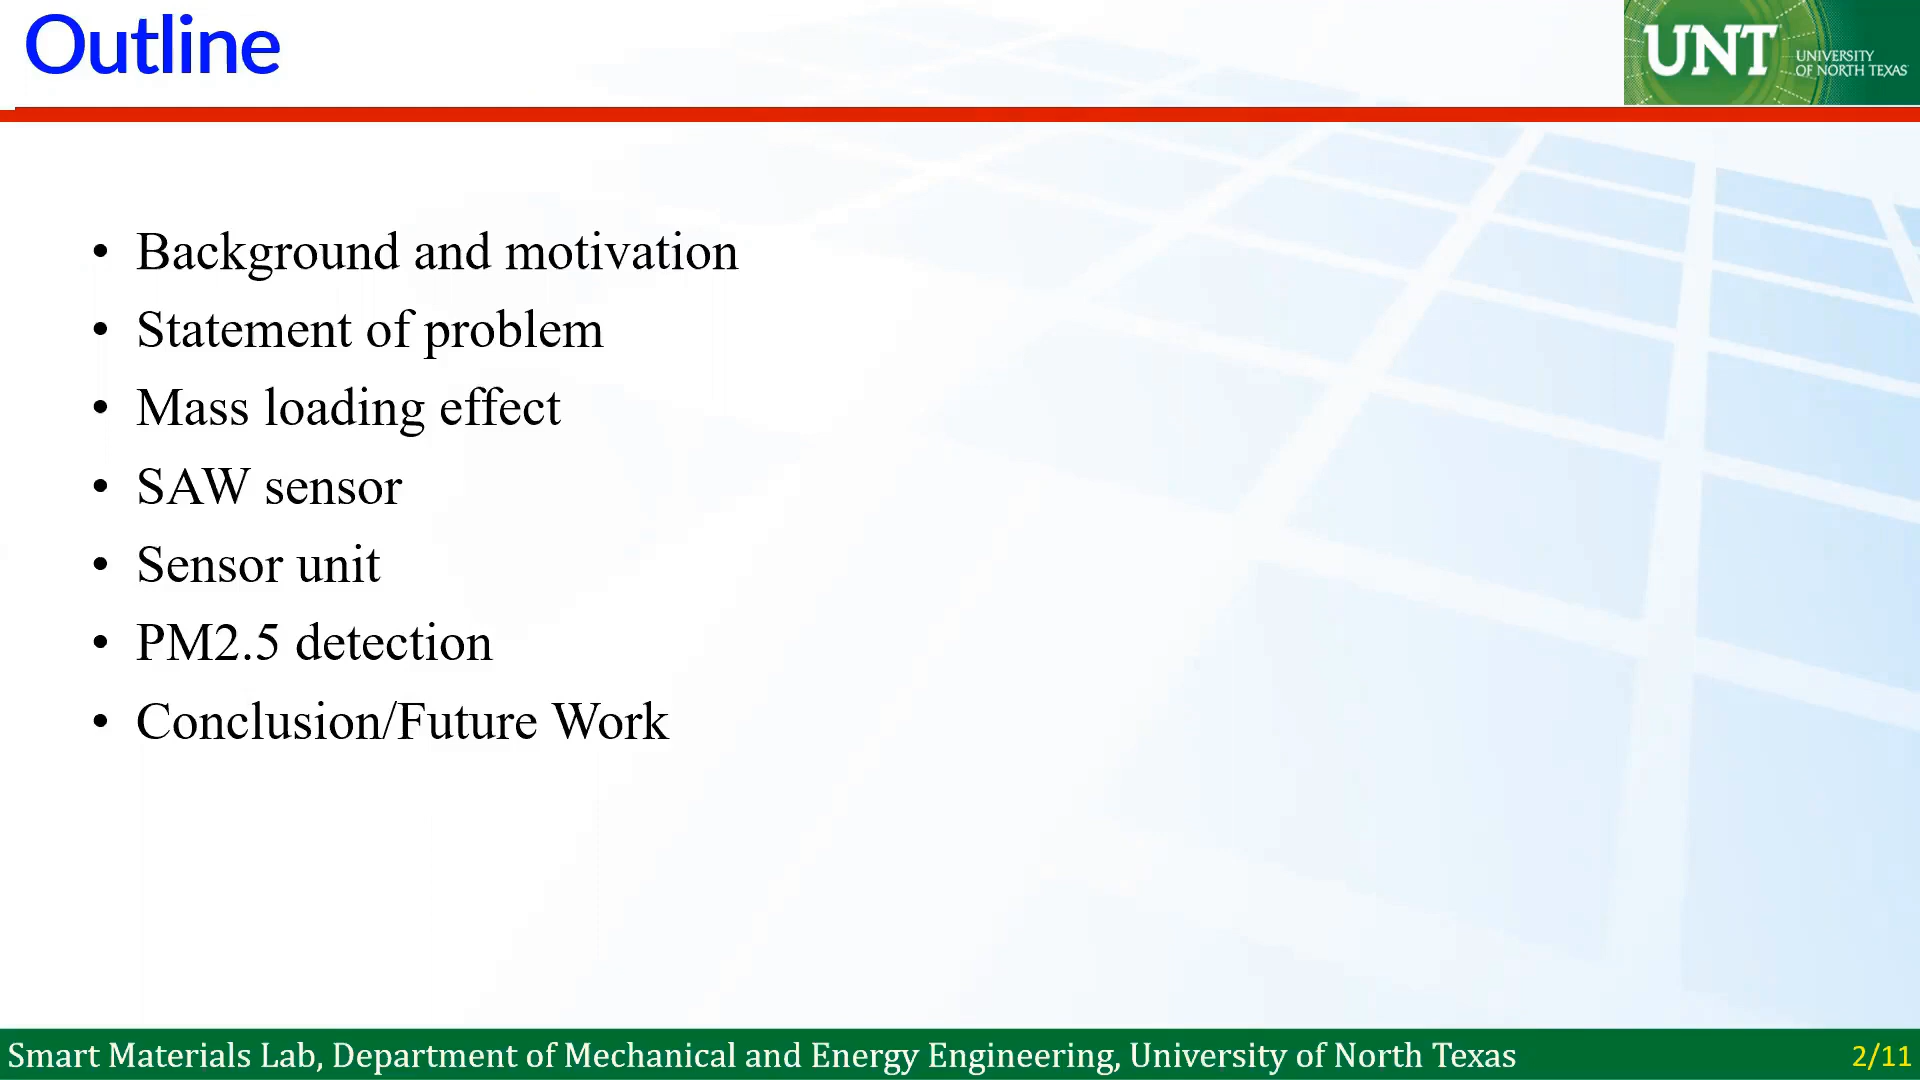 Outline
UNT
UNIVERSITY
OF NORTH TEXAS
• Background and motivation
• Statement of problem
• Mass loading effect
• SAW sensor
• Sensor unit
• PM2.5 detection
• Conclusion/Future Work
Smart Materials Lab, Department of Mechanical and Energy Engineering, University of North Texas
2/11